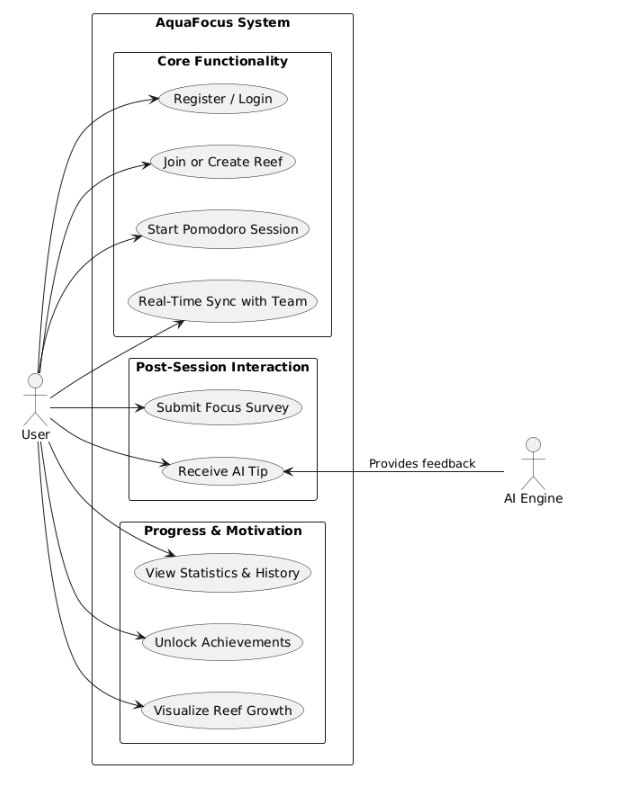 AquaFocus System
Core Functionality
Register / Login
Join or Create Reef
Start Pomodoro Session
Real-Time Sync with Team
Post-Session Interaction
User
Submit Focus Survey
Receive AI Tip
Provides feedback
AI Engine
Progress & Motivation
View Statistics & History
Unlock Achievements
Visualize Reef Growth